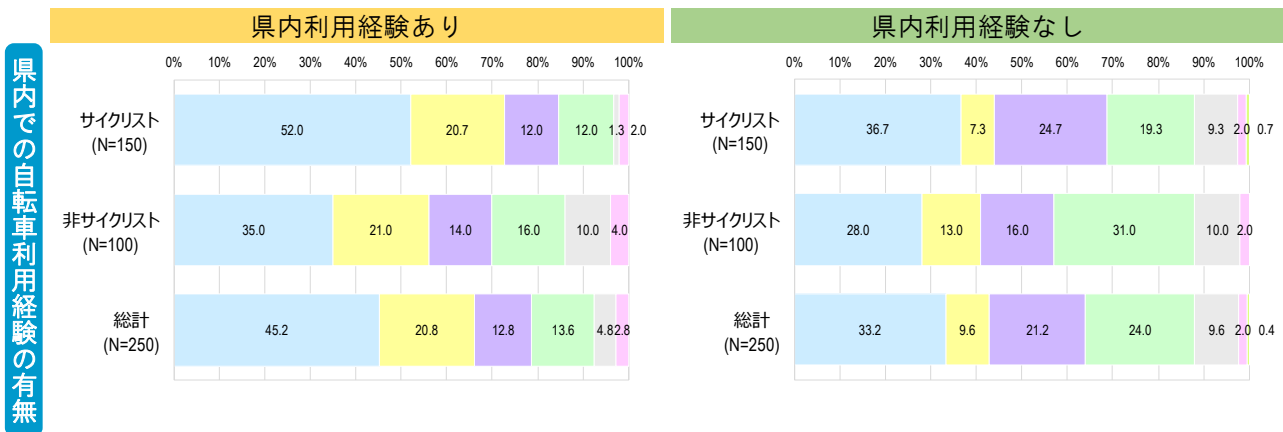 県内での自転車利用経験の有無
県内利用経験あり
0% 10% 20% 30% 40% 50% 60% 70% 80% 90% 100%
サイクリスト
(N=150)
52.0 20.7 12.0 12.0 1.3 2.0
非サイクリスト
(N=100)
35.0 21.0 14.0 16.0 10.0 4.0
総計
(N=250)
45.2 20.8 12.8 13.6 4.8 2.8
県内利用経験なし
0% 10% 20% 30% 40% 50% 60% 70% 80% 90% 100%
サイクリスト
(N=150)
36.7 7.3 24.7 19.3 9.3 2.0 0.7
非サイクリスト
(N=100)
28.0 13.0 16.0 31.0 10.0 2.0
総計
(N=250)
33.2 9.6 21.2 24.0 9.6 2.0 0.4